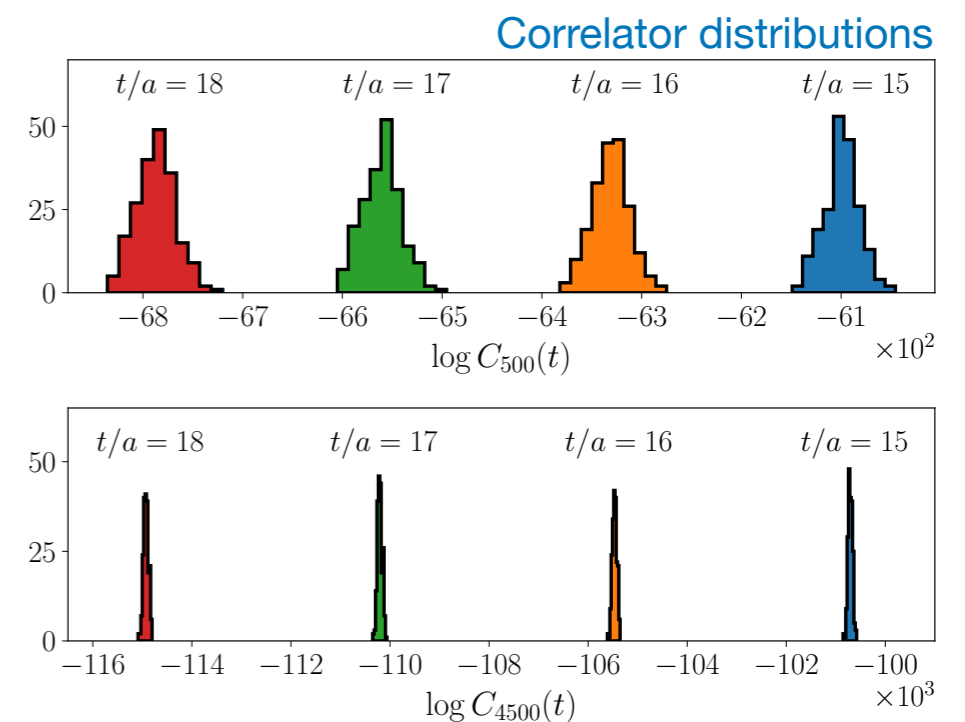 Correlator distributions
t/a = 18 t/a = 17 t/a = 16 t/a = 15
50
25
0
−68 −67 −66 −65 −64 −63 −62 −61
×10²
log C₅₀₀(t)
t/a = 18 t/a = 17 t/a = 16 t/a = 15
50
25
0
−116 −114 −112 −110 −108 −106 −104 −102 −100
×10³
log C₄₅₀₀(t)